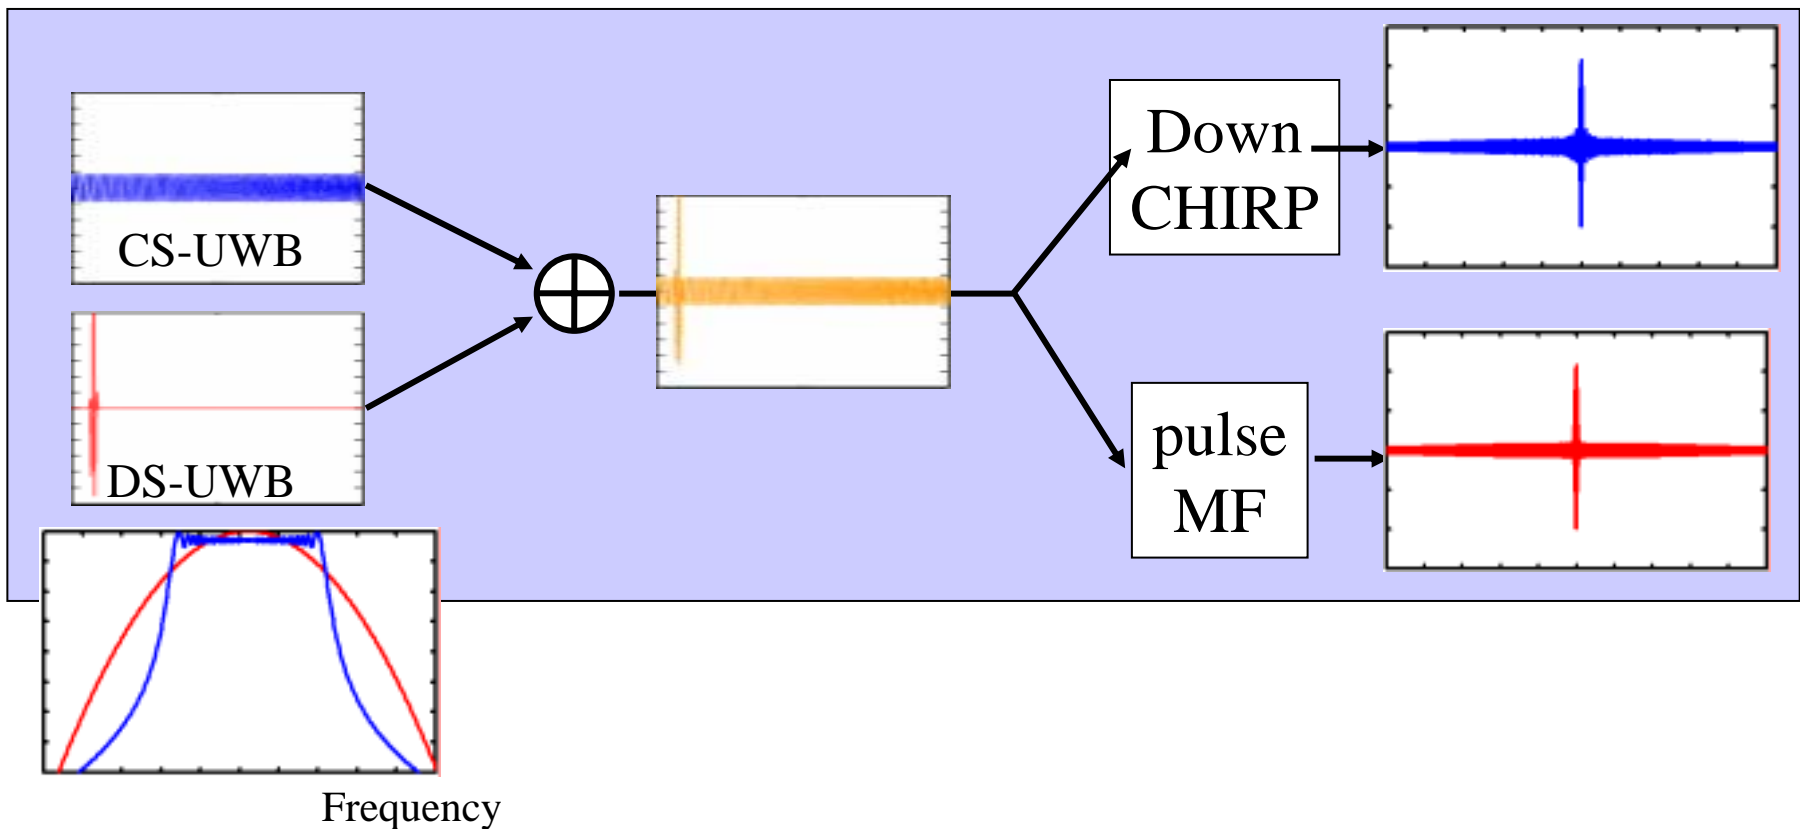 CS-UWB
DS-UWB
Down
CHIRP
pulse
MF
Frequency